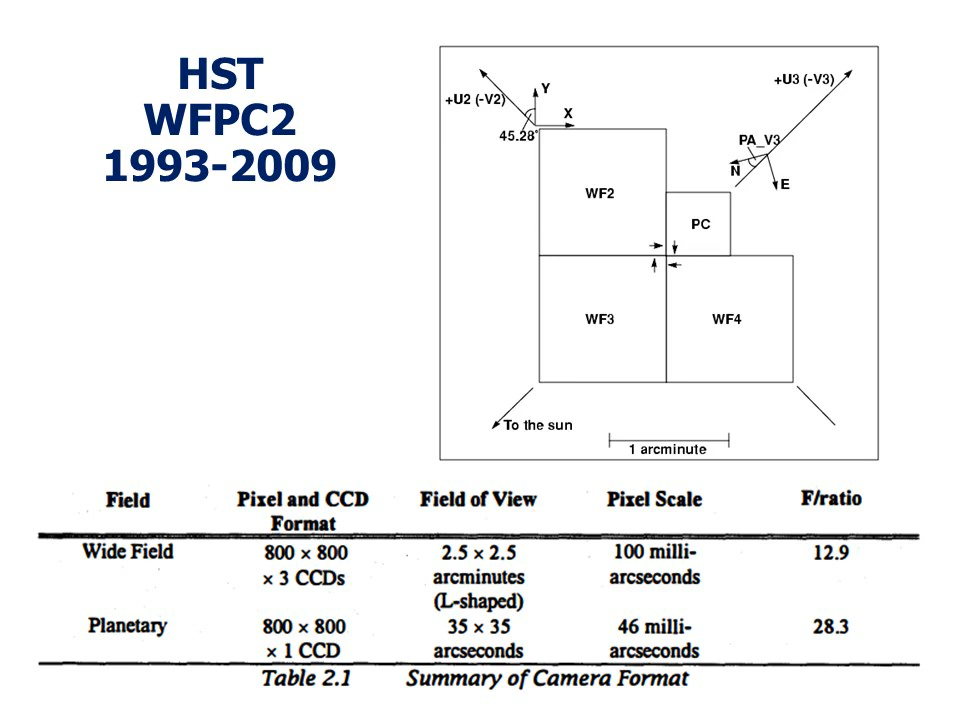 HST
WFPC2
1993-2009
+U2 (-V2)
Y
X
45.28°
+U3 (-V3)
PA_V3
N
E
WF2
PC
WF3
WF4
To the sun
1 arcminute
Field Pixel and CCD Field of View Pixel Scale F/ratio
Format
Wide Field 800 × 800 2.5 × 2.5 100 milli- 12.9
× 3 CCDs arcminutes arcseconds
(L-shaped)
Planetary 800 × 800 35 × 35 46 milli- 28.3
× 1 CCD arcseconds arcseconds
Table 2.1 Summary of Camera Format